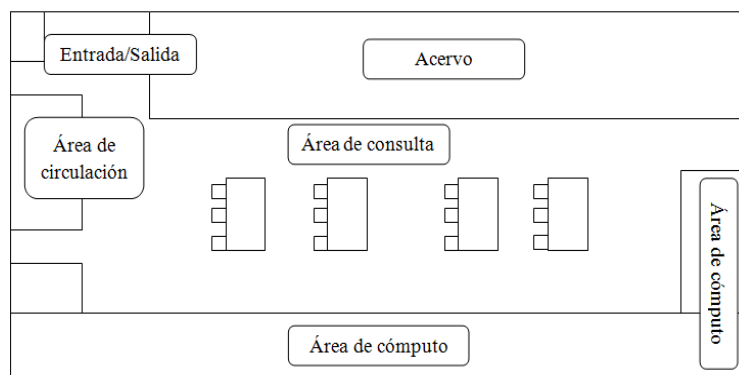 Entrada/Salida
Acervo
Área de
circulación
Área de consulta
Área de cómputo
Área de cómputo